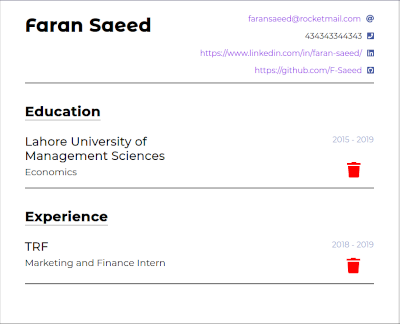 Faran Saeed
faransaeed@rocketmail.com
434343344343
https://www.linkedin.com/in/faran-saeed/
https://github.com/F-Saeed
Education
Lahore University of
Management Sciences
2015 - 2019
Economics
Experience
TRF
2018 - 2019
Marketing and Finance Intern